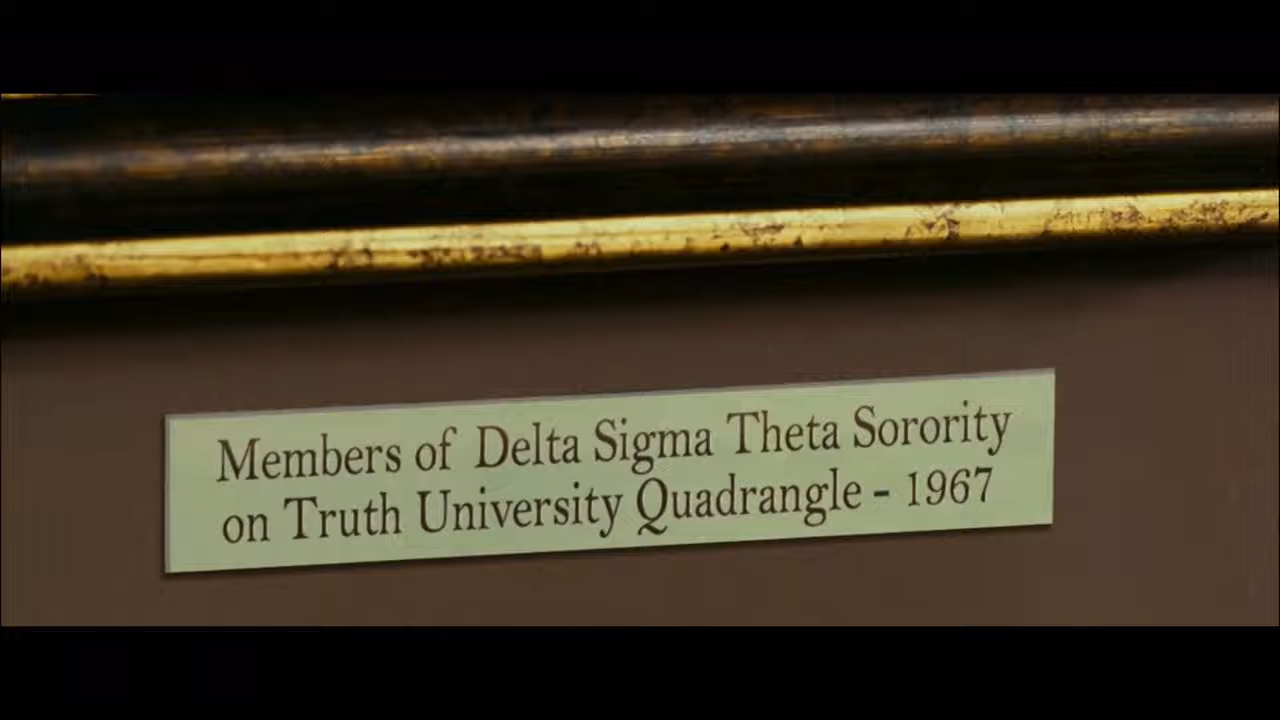 Members of Delta Sigma Theta Sorority
on Truth University Quadrangle - 1967